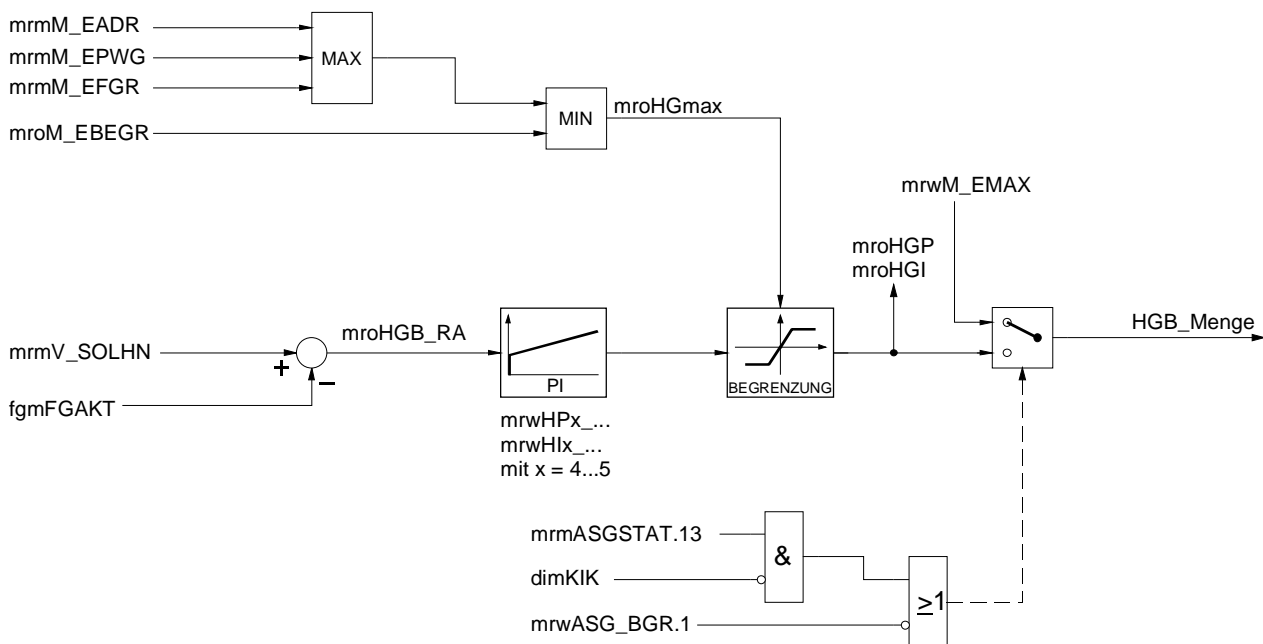 mrmM_EADR
mrmM_EPWG
mrmM_EFGR
MAX
mroM_EBEGR
MIN
mroHGmax
mrwM_EMAX
mroHGP
mroHGI
HGB_Menge
mrmV_SOLHN
+
−
mroHGB_RA
fgmFGAKT
PI
BEGRENZUNG
mrwHPx_...
mrwHIx_...
mit x = 4...5
mrmASGSTAT.13
&
dimKIK
≥1
mrwASG_BGR.1